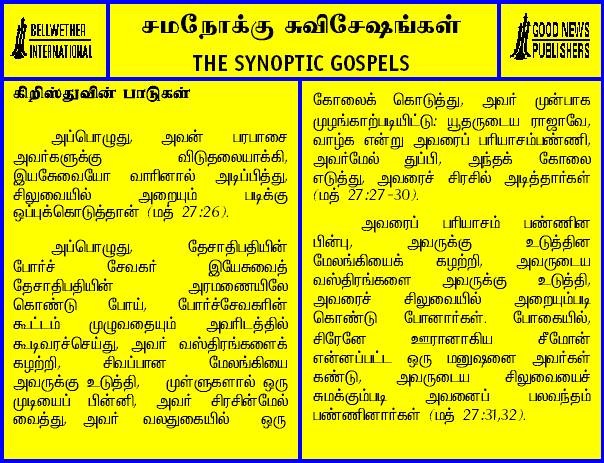 BELLWETHER
INTERNATIONAL
சமநோக்கு சுவிசேஷங்கள்
THE SYNOPTIC GOSPELS
GOOD NEWS
PUBLISHERS
கிறிஸ்துவின் பாடுகள்
அப்பொழுது, அவன் பரபாசை
அவர்களுக்கு விடுதலையாக்கி,
இயேசுவையோ வாரினால் அடிப்பித்து,
சிலுவையில் அறையும் படிக்கு
ஒப்புக்கொடுத்தான் (மத் 27:26).
அப்பொழுது, தேசாதிபதியின்
போர்ச் சேவகர் இயேசுவைத்
தேசாதிபதியின் அரமணையிலே
கொண்டு போய், போர்ச்சேவகரின்
கூட்டம் முழுவதையும் அவரிடத்தில்
கூடிவரச்செய்து, அவர் வஸ்திரங்களைக்
கழற்றி, சிவப்பான மேலங்கியை
அவருக்கு உடுத்தி, முள்ளுகளால் ஒரு
முடியைப் பின்னி, அவர் சிரசின்மேல்
வைத்து, அவர் வலதுகையில் ஒரு
கோலைக் கொடுத்து, அவர் முன்பாக
முழங்காற்படியிட்டு: யூதருடைய ராஜாவே,
வாழ்க என்று அவரைப் பரியாசம்பண்ணி,
அவர்மேல் துப்பி, அந்தக் கோலை
எடுத்து, அவரைச் சிரசில் அடித்தார்கள்
(மத் 27:27-30).
அவரைப் பரியாசம் பண்ணின
பின்பு, அவருக்கு உடுத்தின
மேலங்கியைக் கழற்றி, அவருடைய
வஸ்திரங்களை அவருக்கு உடுத்தி,
அவரைச் சிலுவையில் அறையும்படி
கொண்டு போனார்கள். போகையில்,
சிரேனே ஊரானாகிய சீமோன்
என்னப்பட்ட ஒரு மனுஷனை அவர்கள்
கண்டு, அவருடைய சிலுவையைச்
சுமக்கும்படி அவனைப் பலவந்தம்
பண்ணினார்கள் (மத் 27:31,32).